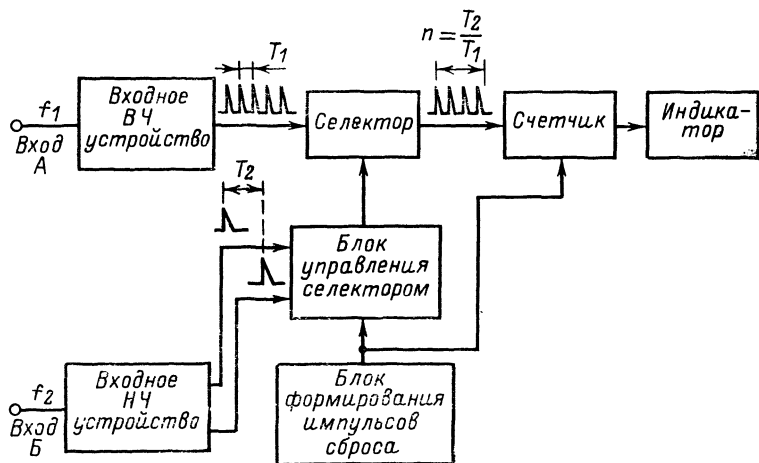 n = T2/T1
T1
f1
Вход
А
Входное
ВЧ
устройство
Селектор
Счетчик
Индика-
тор
T2
Блок
управления
селектором
f2
Вход
Б
Входное
НЧ
устройство
Блок
формирования
импульсов
сброса